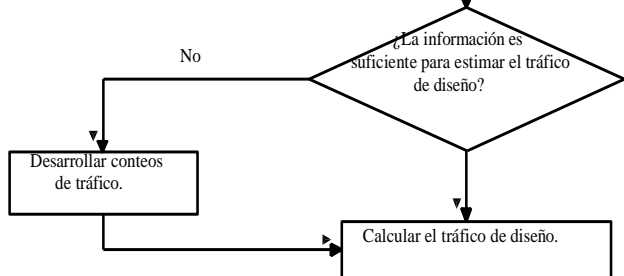 ¿La información es
suficiente para estimar el tráfico
de diseño?
No
Desarrollar conteos
de tráfico.
Calcular el tráfico de diseño.